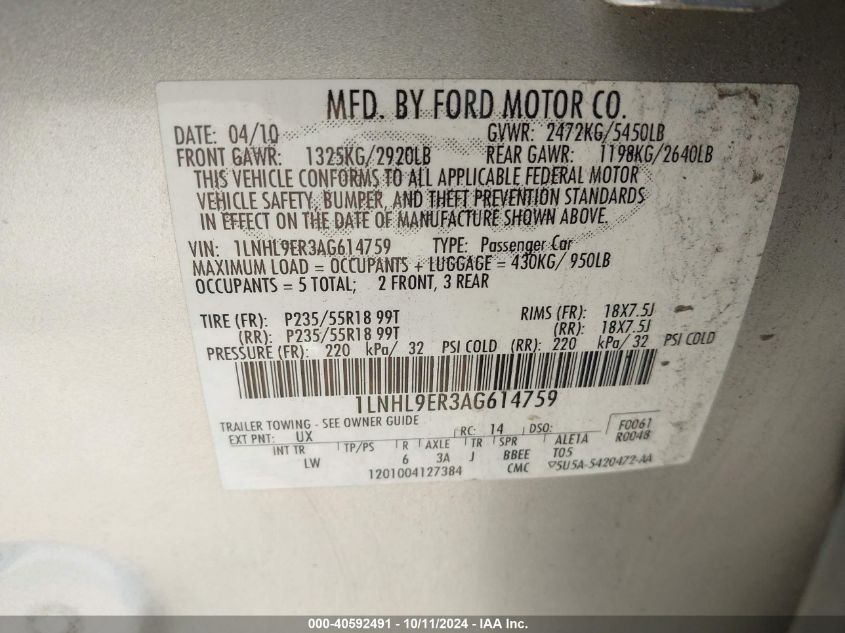 MFD. BY FORD MOTOR CO.
DATE: 04/10 GVWR: 2472KG/5450LB
FRONT GAWR: 1325KG/2920LB REAR GAWR: 1198KG/2640LB
THIS VEHICLE CONFORMS TO ALL APPLICABLE FEDERAL MOTOR
VEHICLE SAFETY, BUMPER, AND THEFT PREVENTION STANDARDS
IN EFFECT ON THE DATE OF MANUFACTURE SHOWN ABOVE.
VIN: 1LNHL9ER3AG614759 TYPE: Passenger Car
MAXIMUM LOAD = OCCUPANTS + LUGGAGE = 430KG/ 950LB
OCCUPANTS = 5 TOTAL; 2 FRONT, 3 REAR
TIRE (FR): P235/55R18 99T RIMS (FR): 18X7.5J
(RR): P235/55R18 99T (RR): 18X7.5J
PRESSURE (FR): 220 kPa/ 32 PSI COLD (RR): 220 kPa/ 32 PSI COLD
1LNHL9ER3AG614759
TRAILER TOWING - SEE OWNER GUIDE
EXT PNT: UX RC: 14 DSO: F0061
INT TR TP/PS R AXLE TR SPR ALE1A R0048
LW 6 3A J BBEE T05
1201004127384 CMC 5U5A-5420472-AA
000-40592491 - 10/11/2024 - IAA Inc.